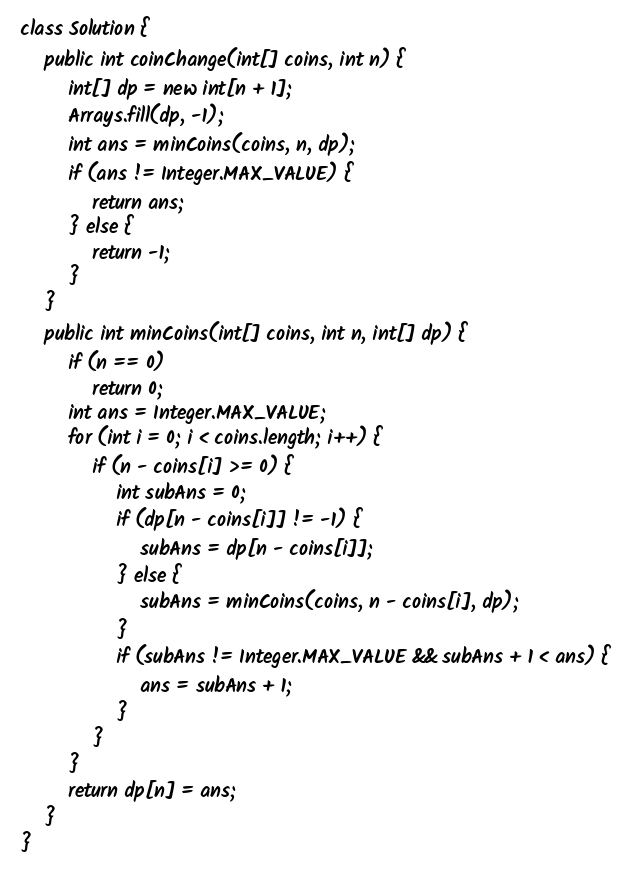 class Solution {
public int coinChange(int[] coins, int n) {
int[] dp = new int[n + 1];
Arrays.fill(dp, -1);
int ans = minCoins(coins, n, dp);
if (ans != Integer.MAX_VALUE) {
return ans;
} else {
return -1;
}
}
public int minCoins(int[] coins, int n, int[] dp) {
if (n == 0)
return 0;
int ans = Integer.MAX_VALUE;
for (int i = 0; i < coins.length; i++) {
if (n - coins[i] >= 0) {
int subAns = 0;
if (dp[n - coins[i]] != -1) {
subAns = dp[n - coins[i]];
} else {
subAns = minCoins(coins, n - coins[i], dp);
}
if (subAns != Integer.MAX_VALUE && subAns + 1 < ans) {
ans = subAns + 1;
}
}
}
return dp[n] = ans;
}
}